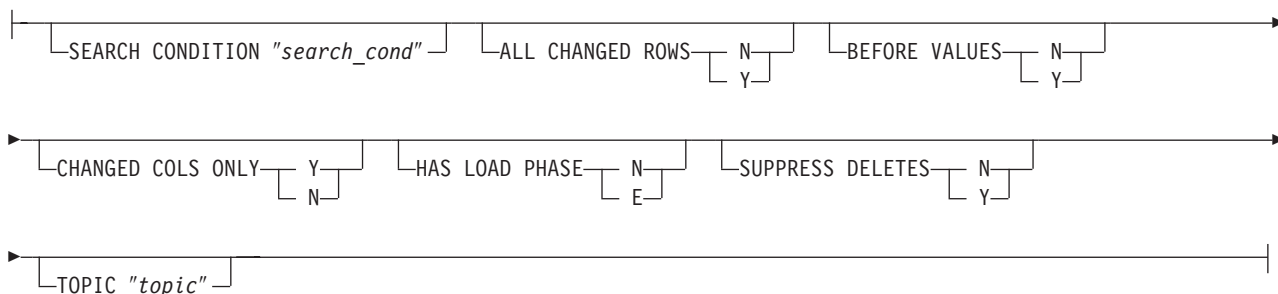 SEARCH CONDITION "search_cond" ALL CHANGED ROWS N BEFORE VALUES N
Y Y
CHANGED COLS ONLY Y HAS LOAD PHASE N SUPPRESS DELETES N
N E Y
TOPIC "topic"